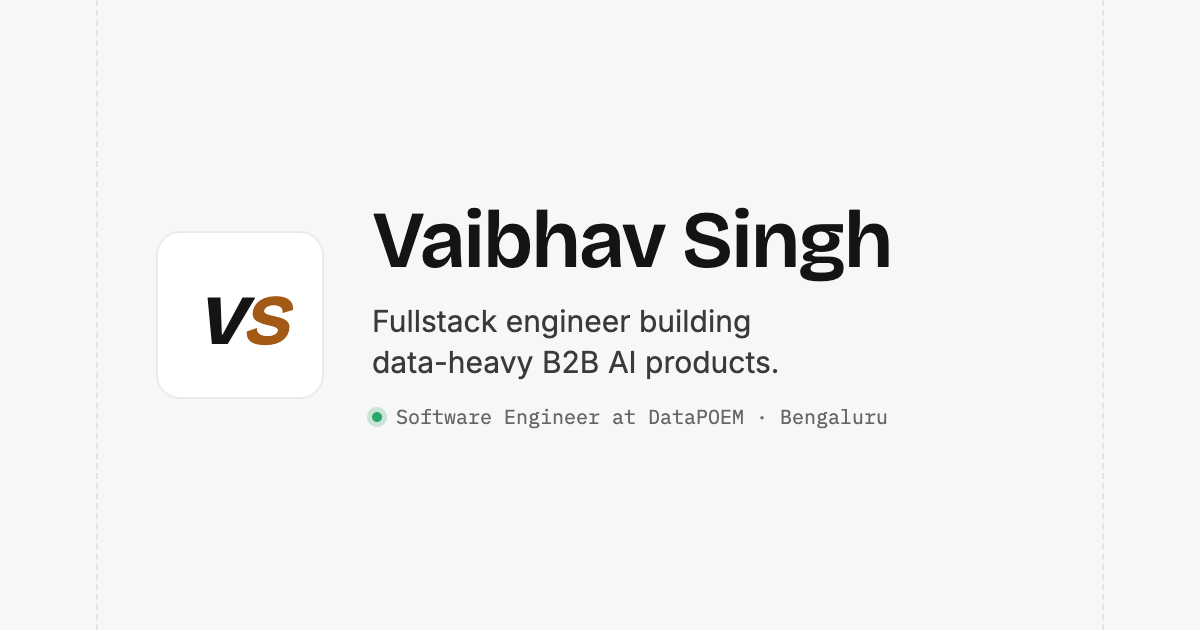 VS
Vaibhav Singh
Fullstack engineer building
data-heavy B2B AI products.
Software Engineer at DataPOEM · Bengaluru